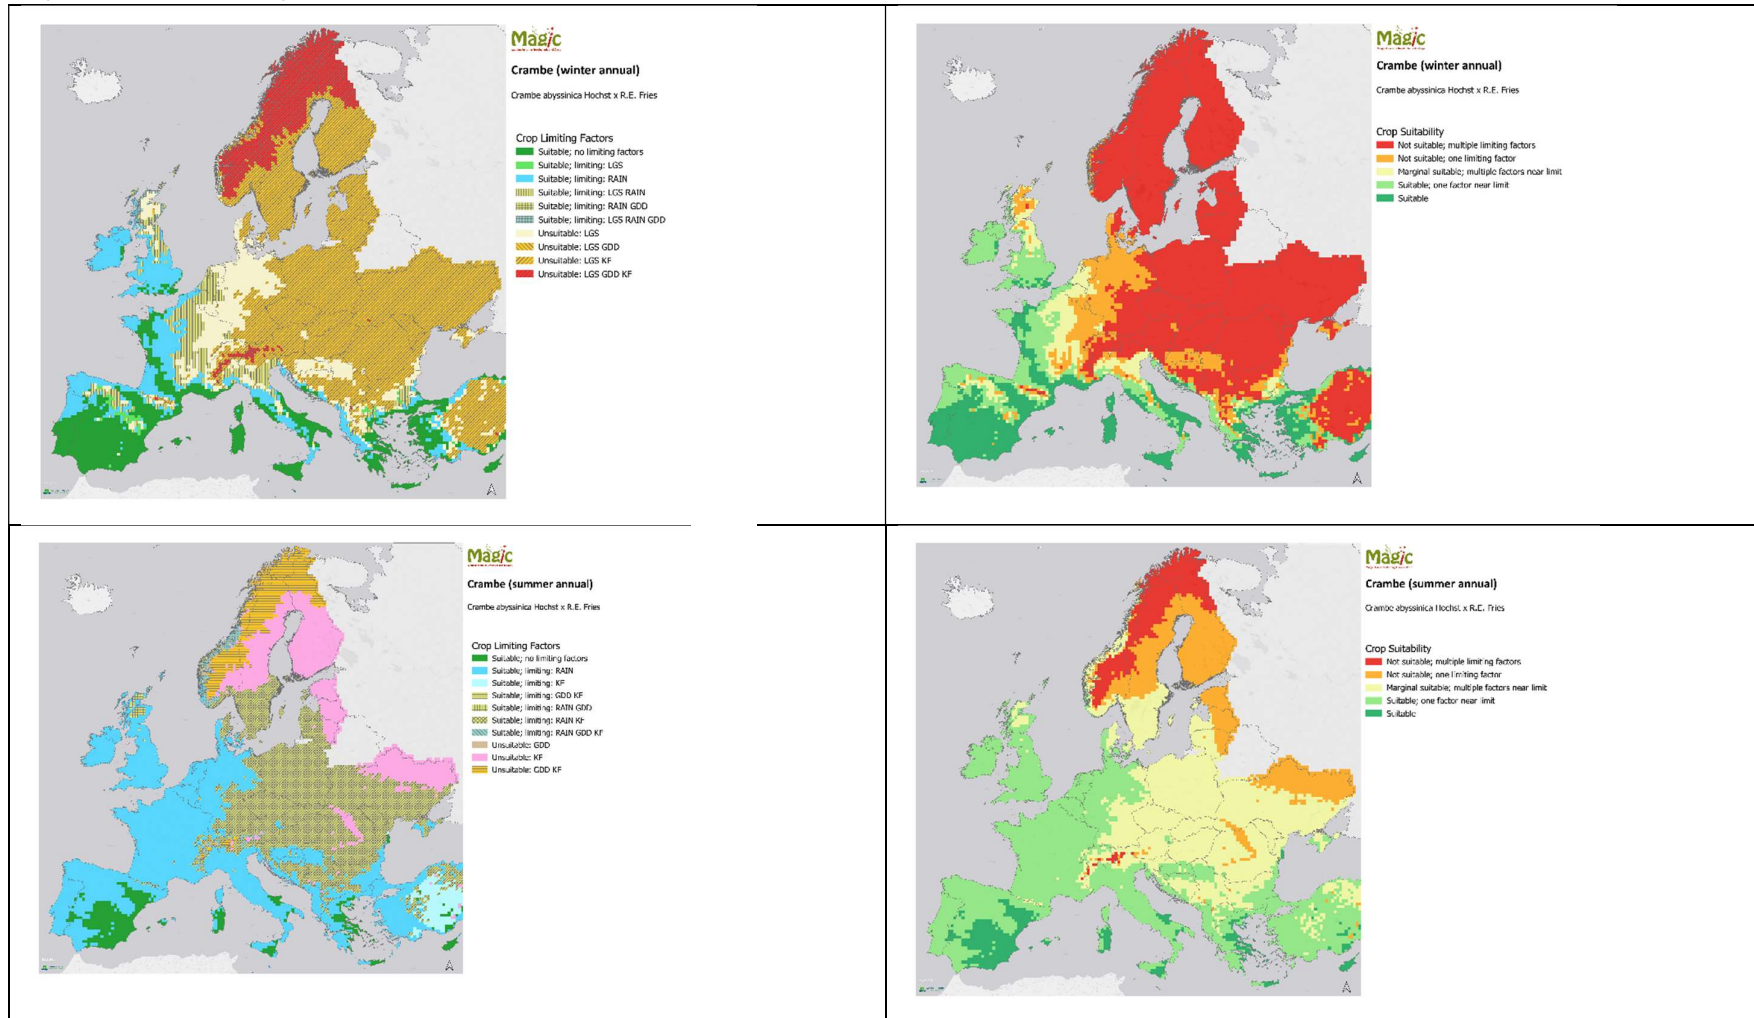 Magic
Crambe (winter annual)
Crambe abyssinica Hochst x R.E. Fries
Crop Limiting Factors
Suitable; no limiting factors
Suitable; limiting: LGS
Suitable; limiting: RAIN
Suitable; limiting: LGS RAIN
Suitable; limiting: RAIN GDD
Suitable; limiting: LGS RAIN GDD
Unsuitable: LGS
Unsuitable: LGS GDD
Unsuitable: LGS KF
Unsuitable: LGS GDD KF
Magic
Crambe (winter annual)
Crambe abyssinica Hochst x R.E. Fries
Crop Suitability
Not suitable; multiple limiting factors
Not suitable; one limiting factor
Marginal suitable; multiple factors near limit
Suitable; one factor near limit
Suitable
Magic
Crambe (summer annual)
Crambe abyssinica Hochst x R.E. Fries
Crop Limiting Factors
Suitable; no limiting factors
Suitable; limiting: RAIN
Suitable; limiting: KF
Suitable; limiting: GDD KF
Suitable; limiting: RAIN GDD
Suitable; limiting: RAIN KF
Suitable; limiting: RAIN GDD KF
Unsuitable: GDD
Unsuitable: KF
Unsuitable: GDD KF
Magic
Crambe (summer annual)
Crambe abyssinica Hochst x R.E. Fries
Crop Suitability
Not suitable; multiple limiting factors
Not suitable; one limiting factor
Marginal suitable; multiple factors near limit
Suitable; one factor near limit
Suitable